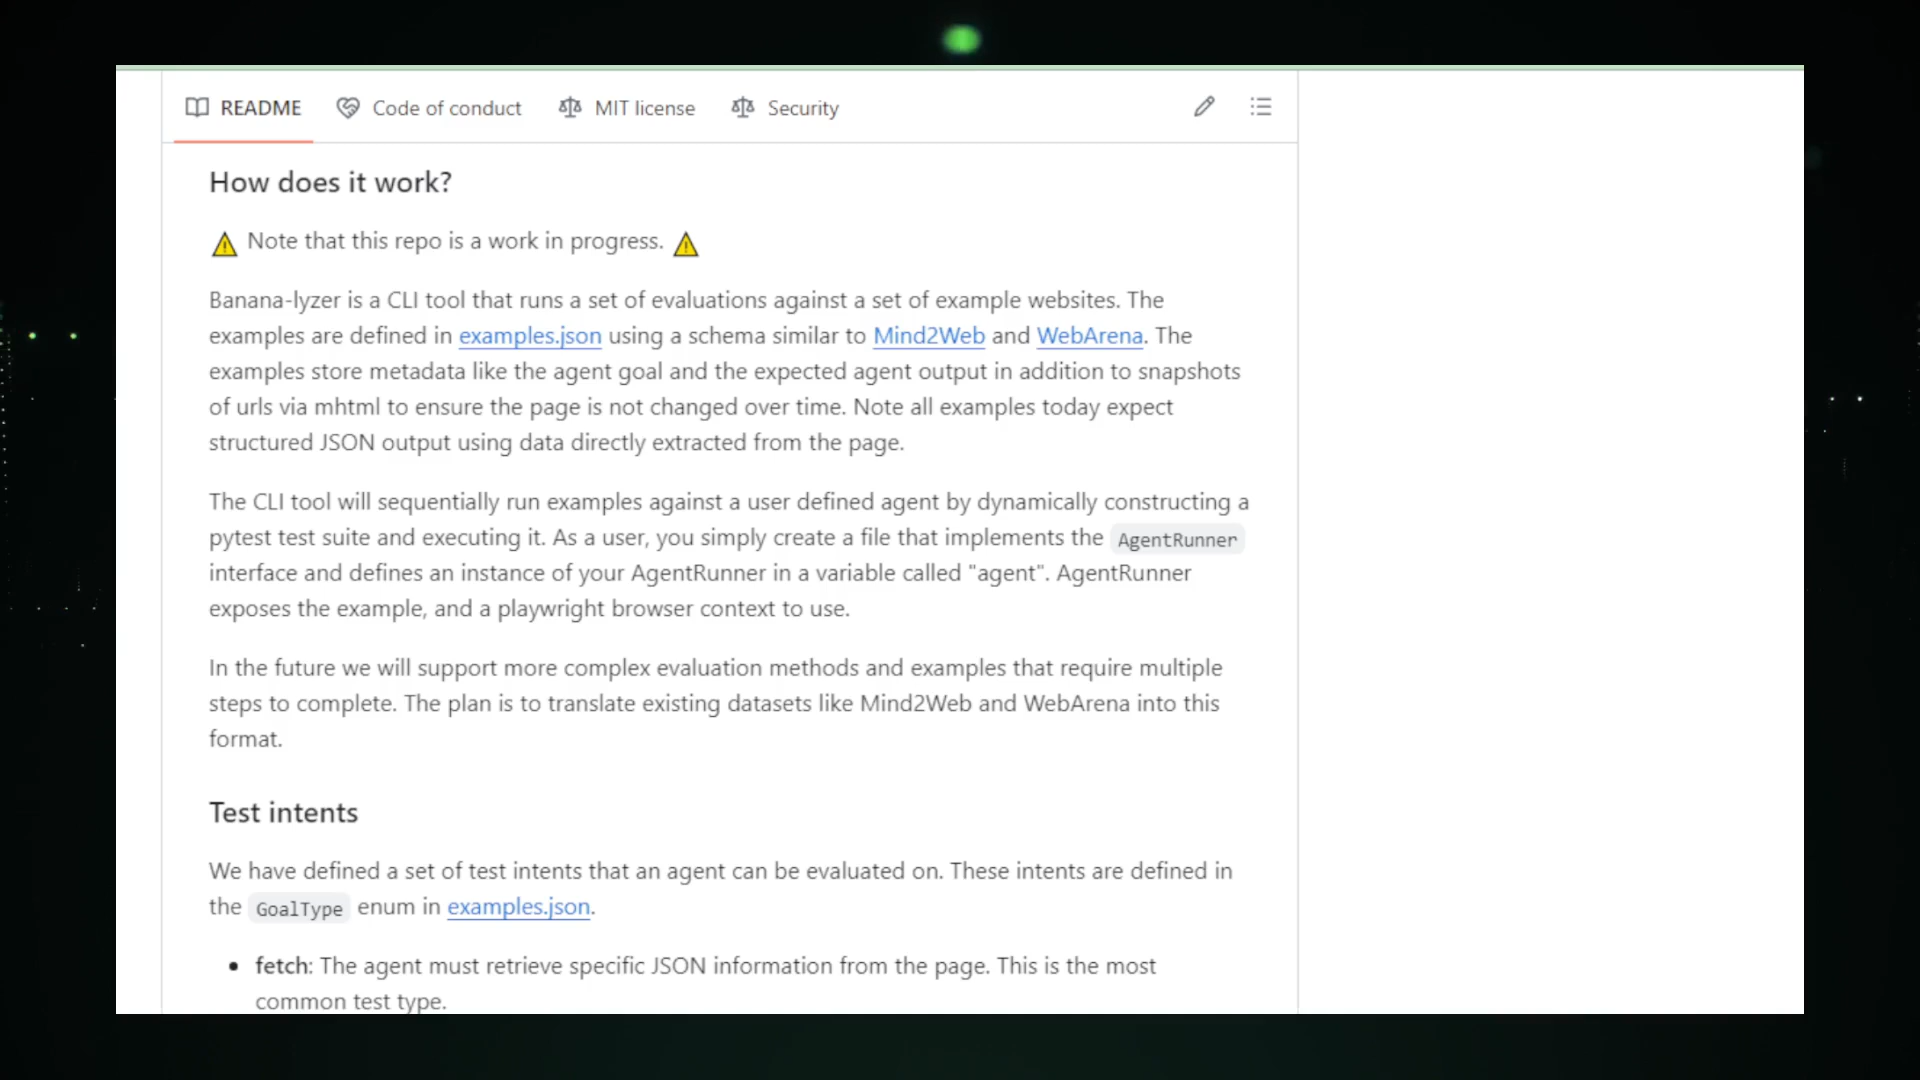 README Code of conduct MIT license Security
How does it work?
⚠ Note that this repo is a work in progress. ⚠
Banana-lyzer is a CLI tool that runs a set of evaluations against a set of example websites. The
examples are defined in examples.json using a schema similar to Mind2Web and WebArena. The
examples store metadata like the agent goal and the expected agent output in addition to snapshots
of urls via mhtml to ensure the page is not changed over time. Note all examples today expect
structured JSON output using data directly extracted from the page.
The CLI tool will sequentially run examples against a user defined agent by dynamically constructing a
pytest test suite and executing it. As a user, you simply create a file that implements the AgentRunner
interface and defines an instance of your AgentRunner in a variable called "agent". AgentRunner
exposes the example, and a playwright browser context to use.
In the future we will support more complex evaluation methods and examples that require multiple
steps to complete. The plan is to translate existing datasets like Mind2Web and WebArena into this
format.
Test intents
We have defined a set of test intents that an agent can be evaluated on. These intents are defined in
the GoalType enum in examples.json.
• fetch: The agent must retrieve specific JSON information from the page. This is the most
common test type.